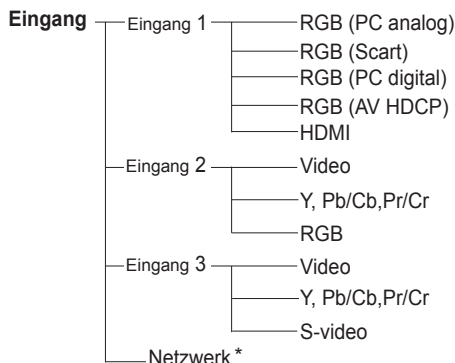 Eingang
Eingang 1
RGB (PC analog)
RGB (Scart)
RGB (PC digital)
RGB (AV HDCP)
HDMI
Eingang 2
Video
Y, Pb/Cb,Pr/Cr
RGB
Eingang 3
Video
Y, Pb/Cb,Pr/Cr
S-video
Netzwerk *